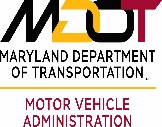 MDOT
MARYLAND DEPARTMENT
OF TRANSPORTATION.
MOTOR VEHICLE
ADMINISTRATION